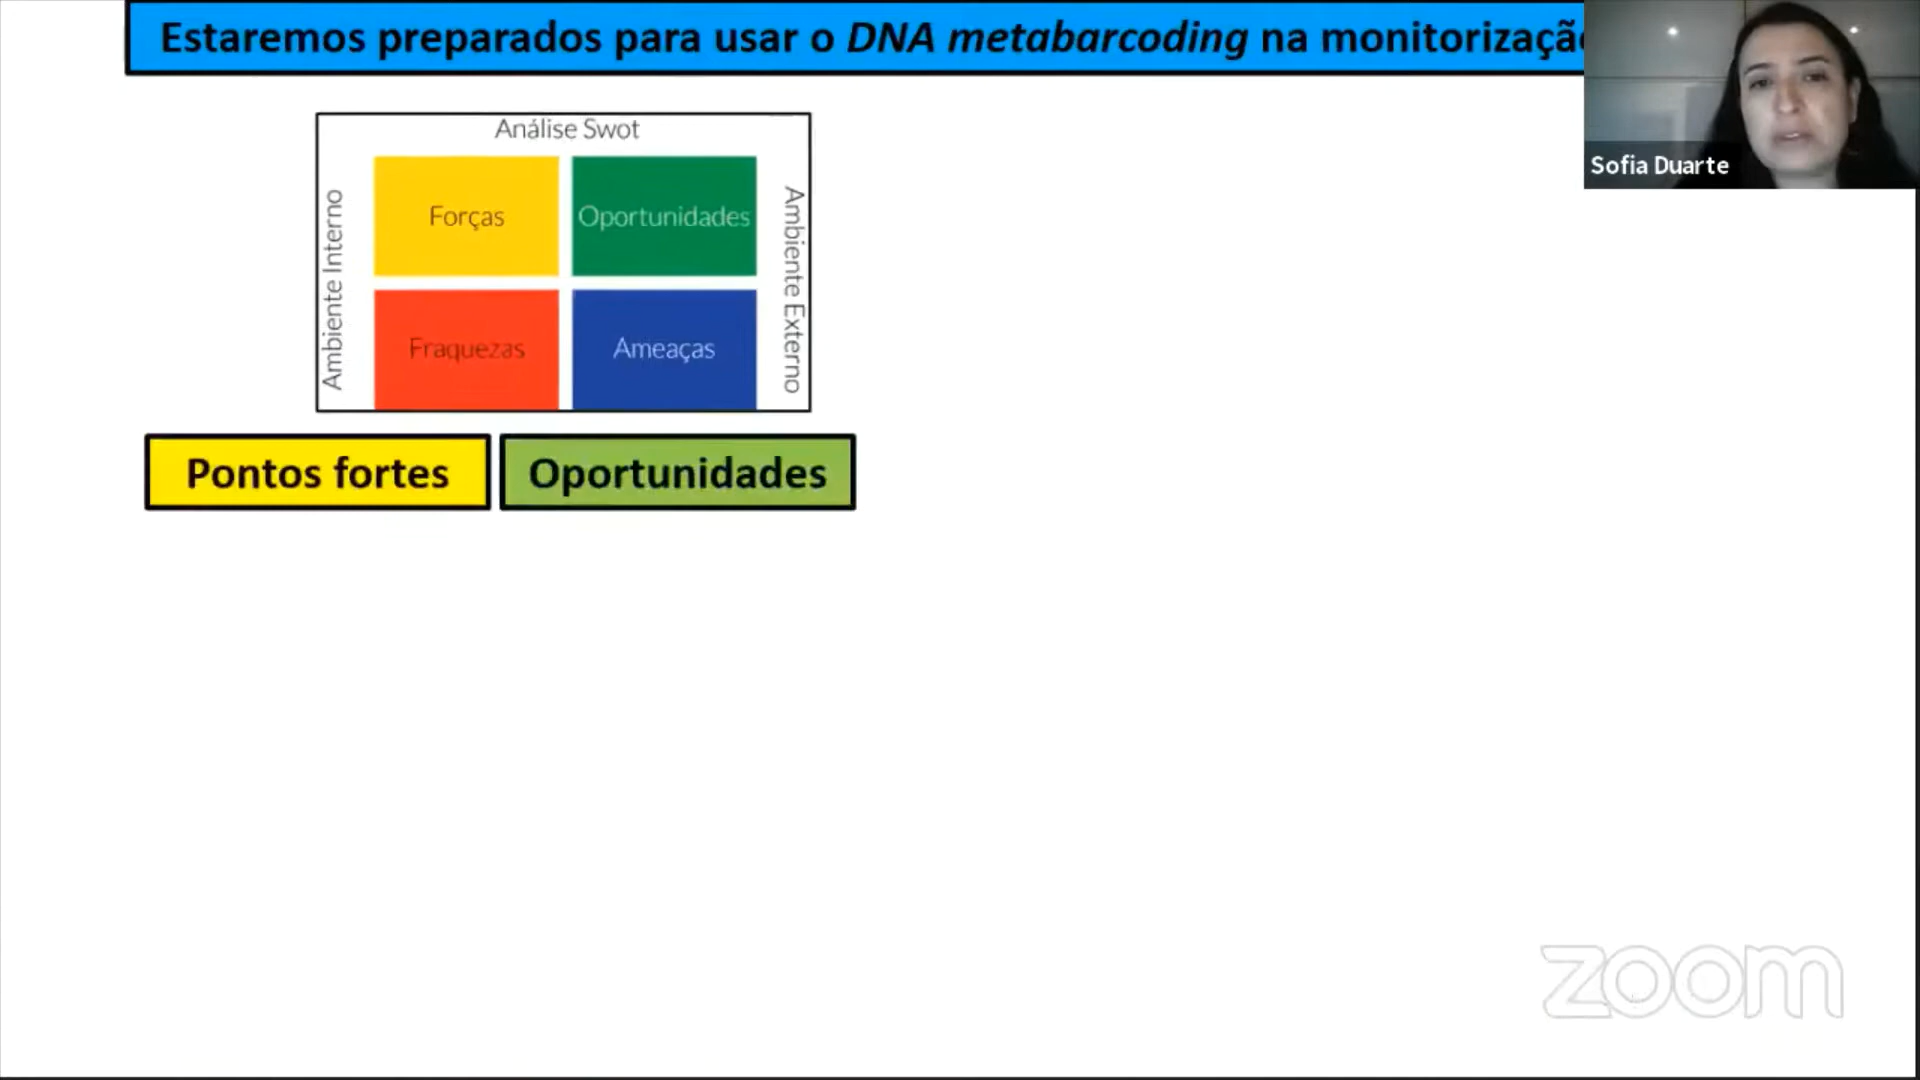 Estaremos preparados para usar o DNA metabarcoding na monitorização
Sofia Duarte
Análise Swot
Ambiente Interno
Forças
Oportunidades
Ambiente Externo
Fraquezas
Ameaças
Pontos fortes
Oportunidades
zoom